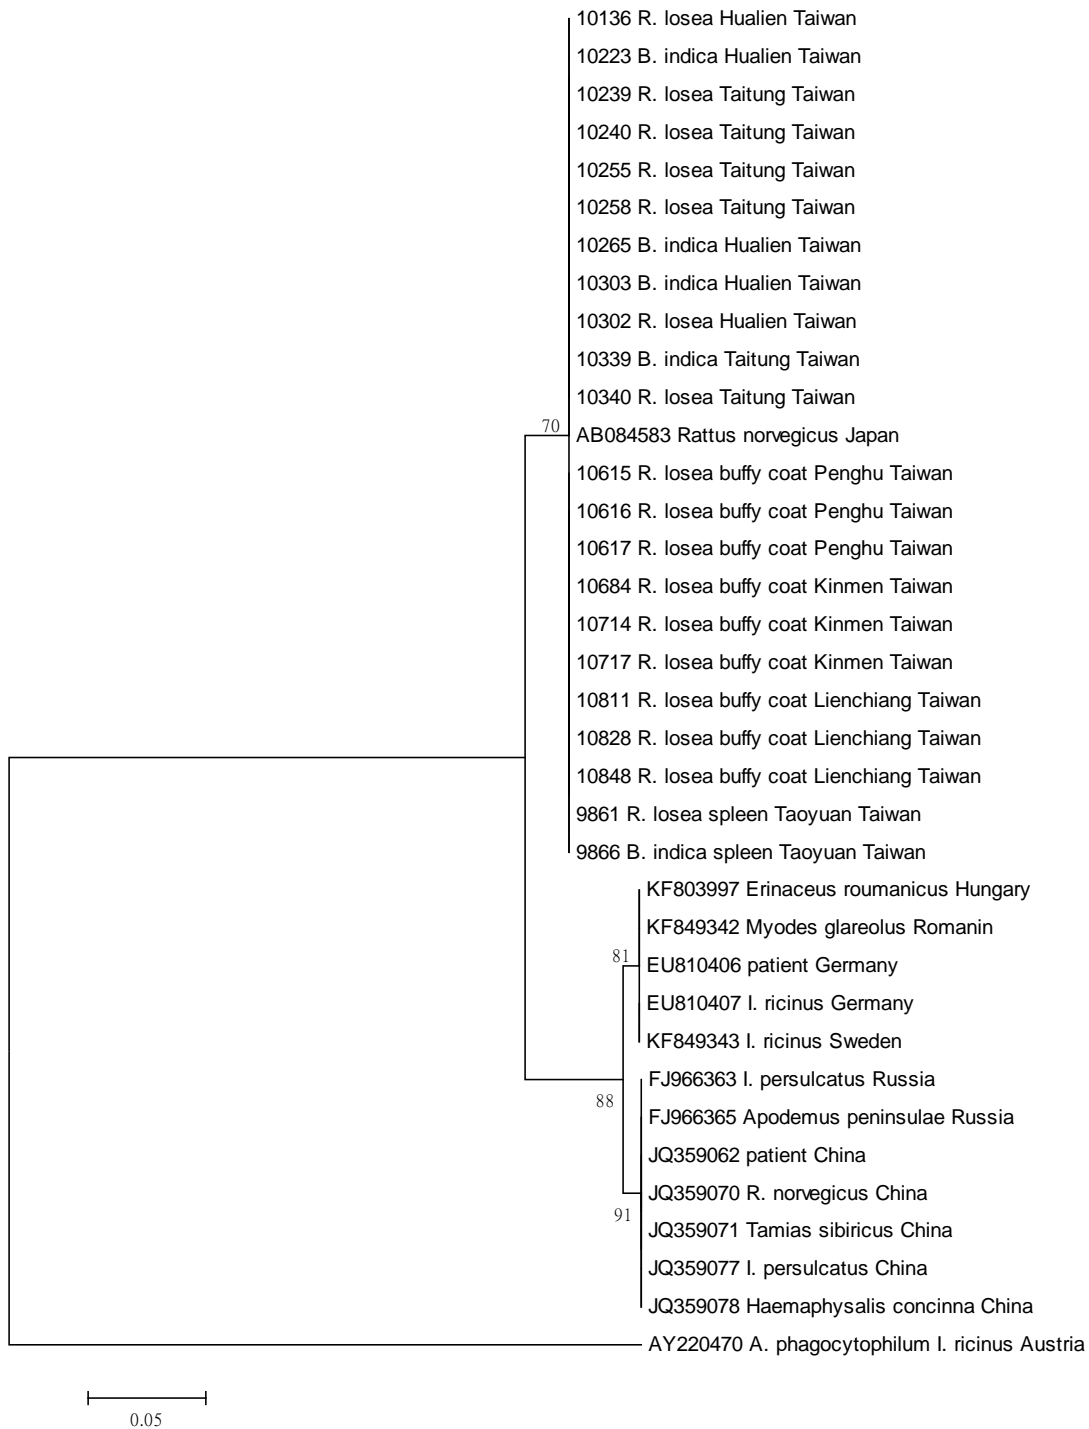 10136 R. losea Hualien Taiwan
10223 B. indica Hualien Taiwan
10239 R. losea Taitung Taiwan
10240 R. losea Taitung Taiwan
10255 R. losea Taitung Taiwan
10258 R. losea Taitung Taiwan
10265 B. indica Hualien Taiwan
10303 B. indica Hualien Taiwan
10302 R. losea Hualien Taiwan
10339 B. indica Taitung Taiwan
10340 R. losea Taitung Taiwan
70
AB084583 Rattus norvegicus Japan
10615 R. losea buffy coat Penghu Taiwan
10616 R. losea buffy coat Penghu Taiwan
10617 R. losea buffy coat Penghu Taiwan
10684 R. losea buffy coat Kinmen Taiwan
10714 R. losea buffy coat Kinmen Taiwan
10717 R. losea buffy coat Kinmen Taiwan
10811 R. losea buffy coat Lienchiang Taiwan
10828 R. losea buffy coat Lienchiang Taiwan
10848 R. losea buffy coat Lienchiang Taiwan
9861 R. losea spleen Taoyuan Taiwan
9866 B. indica spleen Taoyuan Taiwan
KF803997 Erinaceus roumanicus Hungary
KF849342 Myodes glareolus Romanin
81
EU810406 patient Germany
EU810407 I. ricinus Germany
KF849343 I. ricinus Sweden
FJ966363 I. persulcatus Russia
88
FJ966365 Apodemus peninsulae Russia
JQ359062 patient China
JQ359070 R. norvegicus China
91
JQ359071 Tamias sibiricus China
JQ359077 I. persulcatus China
JQ359078 Haemaphysalis concinna China
AY220470 A. phagocytophilum I. ricinus Austria
0.05